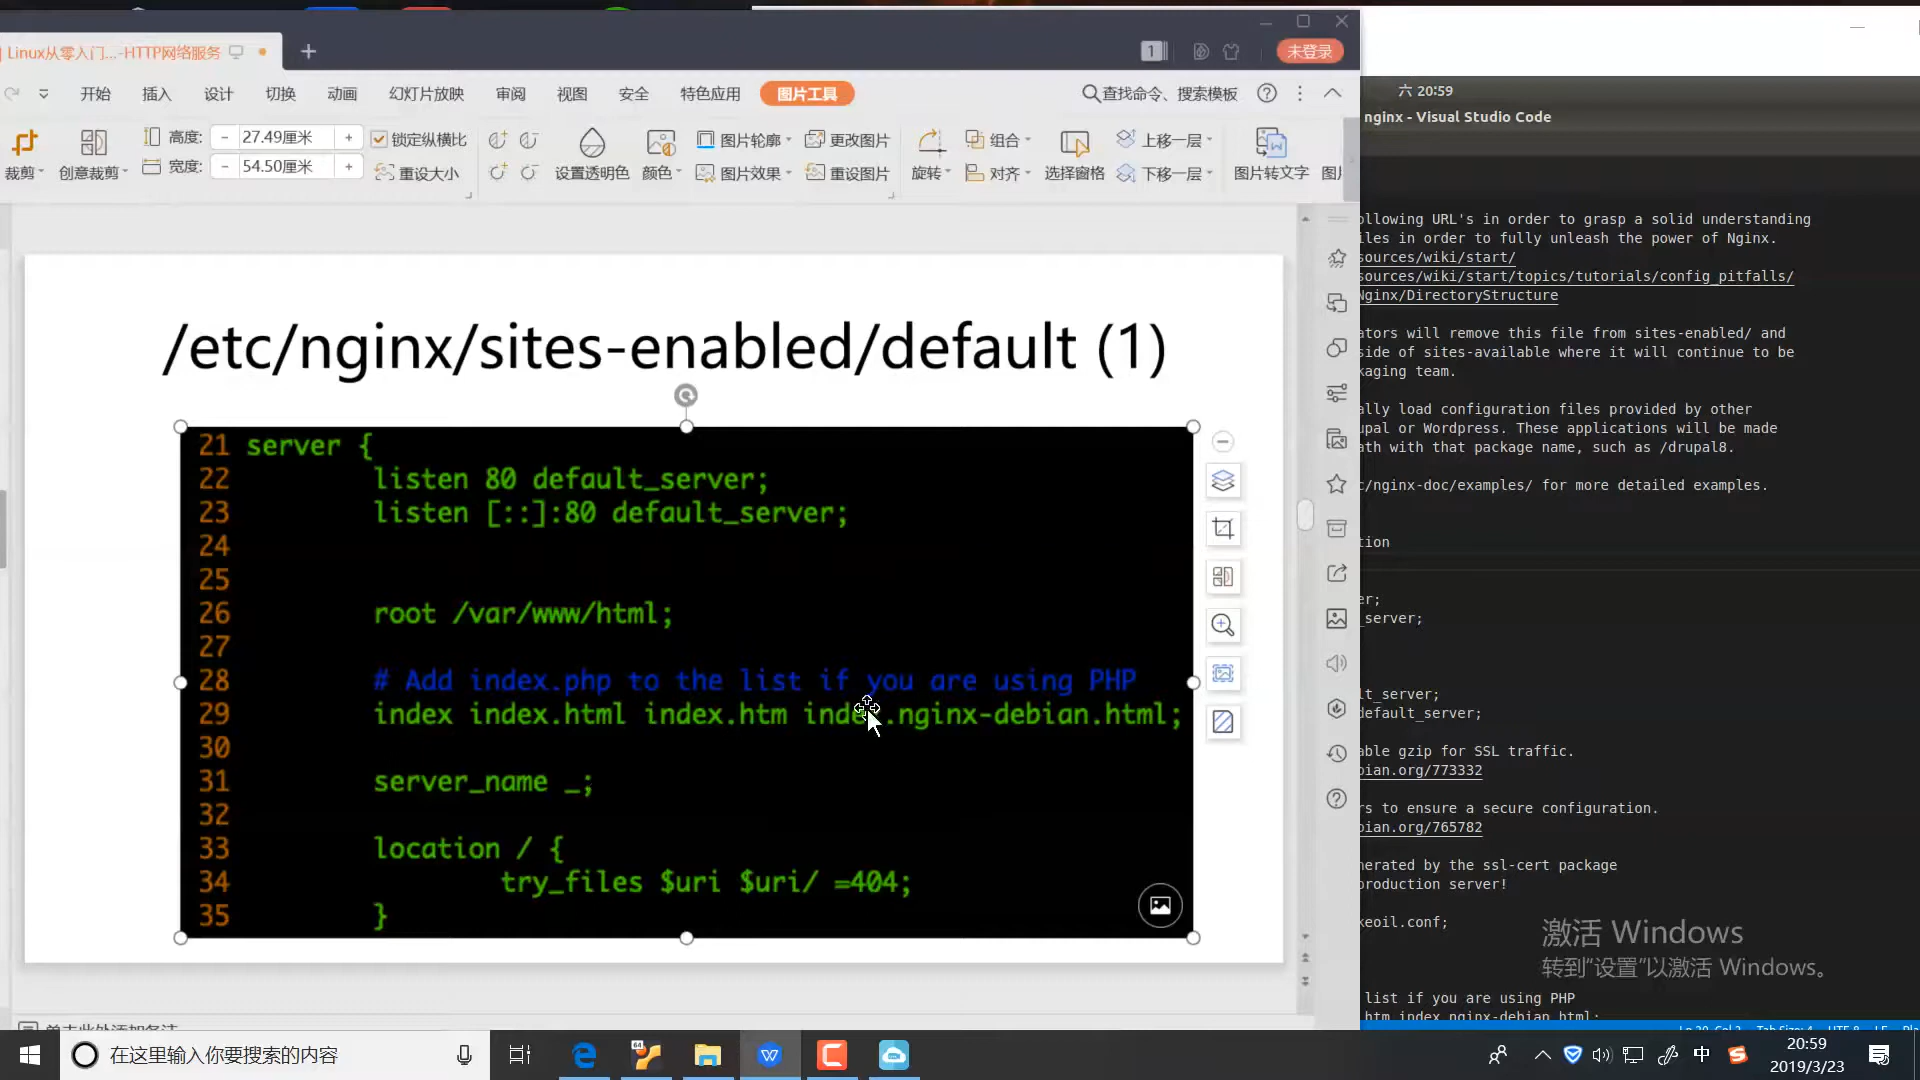 Linux从零入门...-HTTP网络服务
1
未登录
开始 插入 设计 切换 动画 幻灯片放映 审阅 视图 安全 特色应用 图片工具 查找命令、搜索模板
裁剪 创意裁剪
高度: - 27.49厘米 +
宽度: - 54.50厘米 +
锁定纵横比
重设大小
设置透明色 颜色
图片轮廓 更改图片
图片效果 重设图片
旋转 组合
对齐
选择窗格
上移一层
下移一层
图片转文字
/etc/nginx/sites-enabled/default (1)
21 server {
22 listen 80 default_server;
23 listen [::]:80 default_server;
24
25
26 root /var/www/html;
27
28 # Add index.php to the list if you are using PHP
29 index index.html index.htm index.nginx-debian.html;
30
31 server_name _;
32
33 location / {
34 try_files $uri $uri/ =404;
35 }
六 20:59
nginx - Visual Studio Code
ollowing URL's in order to grasp a solid understanding
iles in order to fully unleash the power of Nginx.
sources/wiki/start/
sources/wiki/start/topics/tutorials/config_pitfalls/
Nginx/DirectoryStructure
ators will remove this file from sites-enabled/ and
side of sites-available where it will continue to be
kaging team.
ally load configuration files provided by other
upal or Wordpress. These applications will be made
ath with that package name, such as /drupal8.
c/nginx-doc/examples/ for more detailed examples.
tion
er;
_server;
lt_server;
default_server;
able gzip for SSL traffic.
bian.org/773332
rs to ensure a secure configuration.
bian.org/765782
nerated by the ssl-cert package
production server!
keoil.conf;
list if you are using PHP
htm index.nginx-debian.html;
激活 Windows
转到“设置”以激活 Windows。
在这里输入你要搜索的内容
中
20:59
2019/3/23